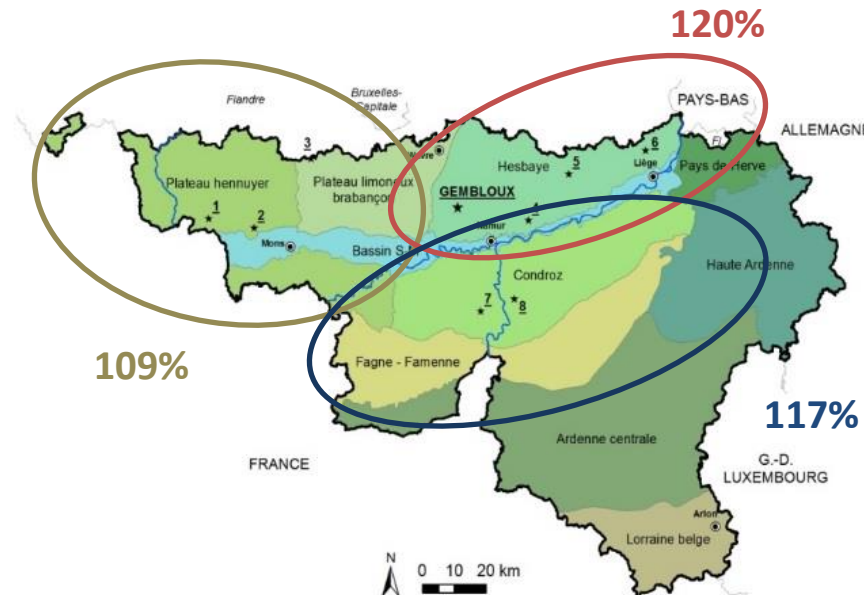 120%
Flandre
Bruxelles-
Capitale
PAYS-BAS
ALLEMAGNE
3
6
5
Hesbaye
Liège
Pays de Herve
Plateau hennuyer
Plateau limoneux
brabançon
GEMBLOUX
1
2
4
Mons
Bassin
Condroz
Haute Ardenne
7
8
109%
Fagne - Famenne
117%
Ardenne centrale
FRANCE
G.-D.
LUXEMBOURG
Arlon
Lorraine belge
N
0 10 20 km